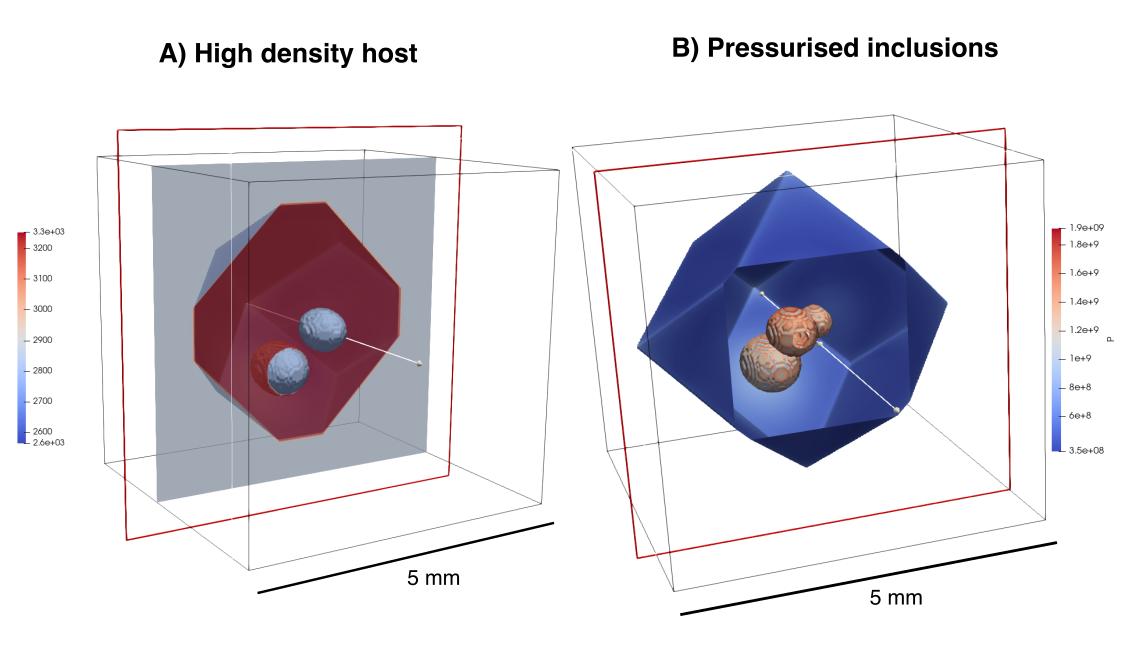 A) High density host
B) Pressurised inclusions
3.3e+03
3200
3100
3000
2900
2800
2700
2600
2.6e+03
1.9e+09
1.8e+9
1.6e+9
1.4e+9
1.2e+9
1e+9
8e+8
6e+8
3.5e+08
P
5 mm
5 mm